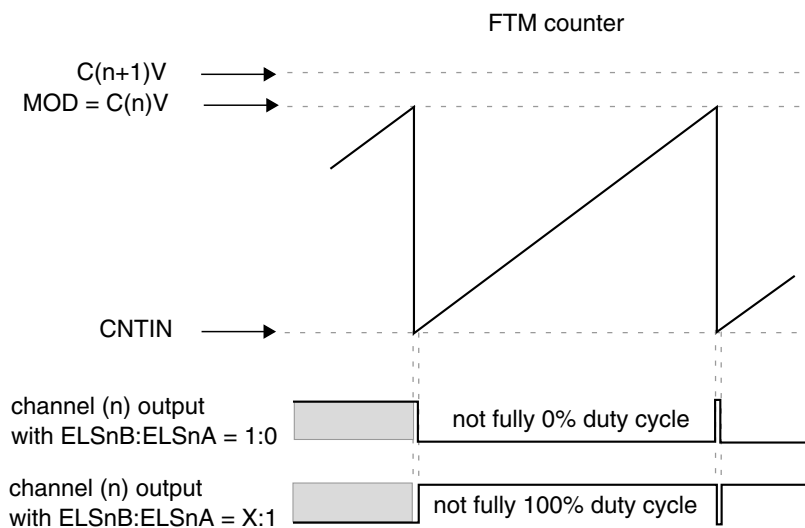 FTM counter
C(n+1)V
MOD = C(n)V
CNTIN
channel (n) output
with ELSnB:ELSnA = 1:0
not fully 0% duty cycle
channel (n) output
with ELSnB:ELSnA = X:1
not fully 100% duty cycle